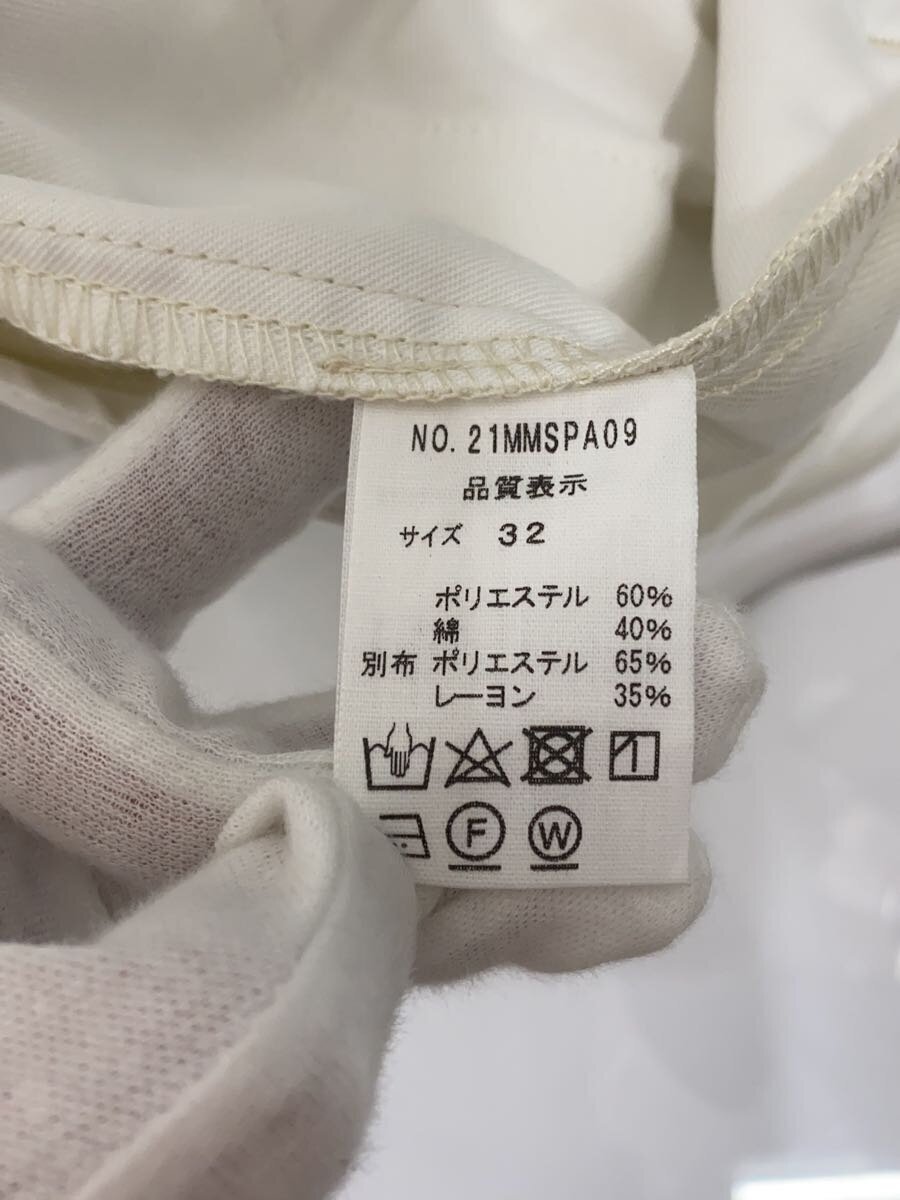 NO. 21MMSPA09
品質表示
サイズ 32
ポリエステル 60%
綿 40%
別布 ポリエステル 65%
レーヨン 35%
F W